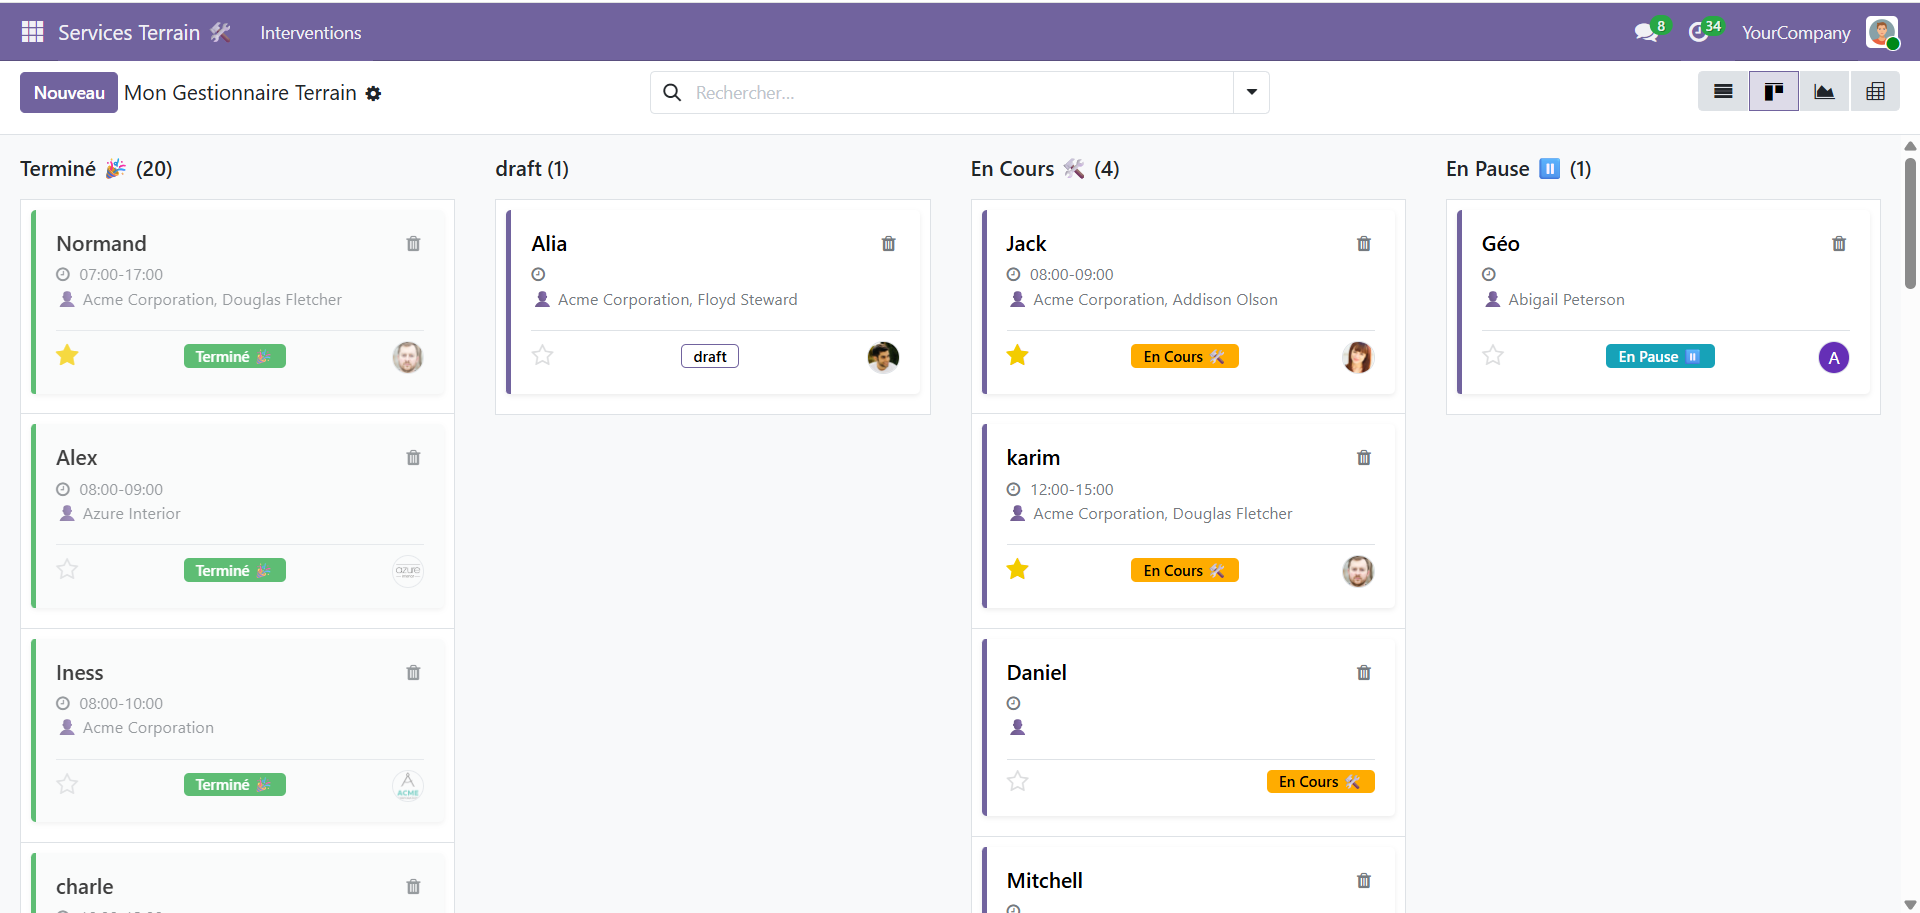 Services Terrain 🛠️ Interventions 8 34 YourCompany
Nouveau Mon Gestionnaire Terrain Rechercher...
Terminé 🎉 (20)
Normand
07:00-17:00
Acme Corporation, Douglas Fletcher
Terminé 🎉
Alex
08:00-09:00
Azure Interior
Terminé 🎉
azure
Iness
08:00-10:00
Acme Corporation
Terminé 🎉
ACME
charle
draft (1)
Alia
Acme Corporation, Floyd Steward
draft
En Cours 🛠️ (4)
Jack
08:00-09:00
Acme Corporation, Addison Olson
En Cours 🛠️
karim
12:00-15:00
Acme Corporation, Douglas Fletcher
En Cours 🛠️
Daniel
En Cours 🛠️
Mitchell
En Pause ⏸️ (1)
Géo
Abigail Peterson
En Pause ⏸️
A